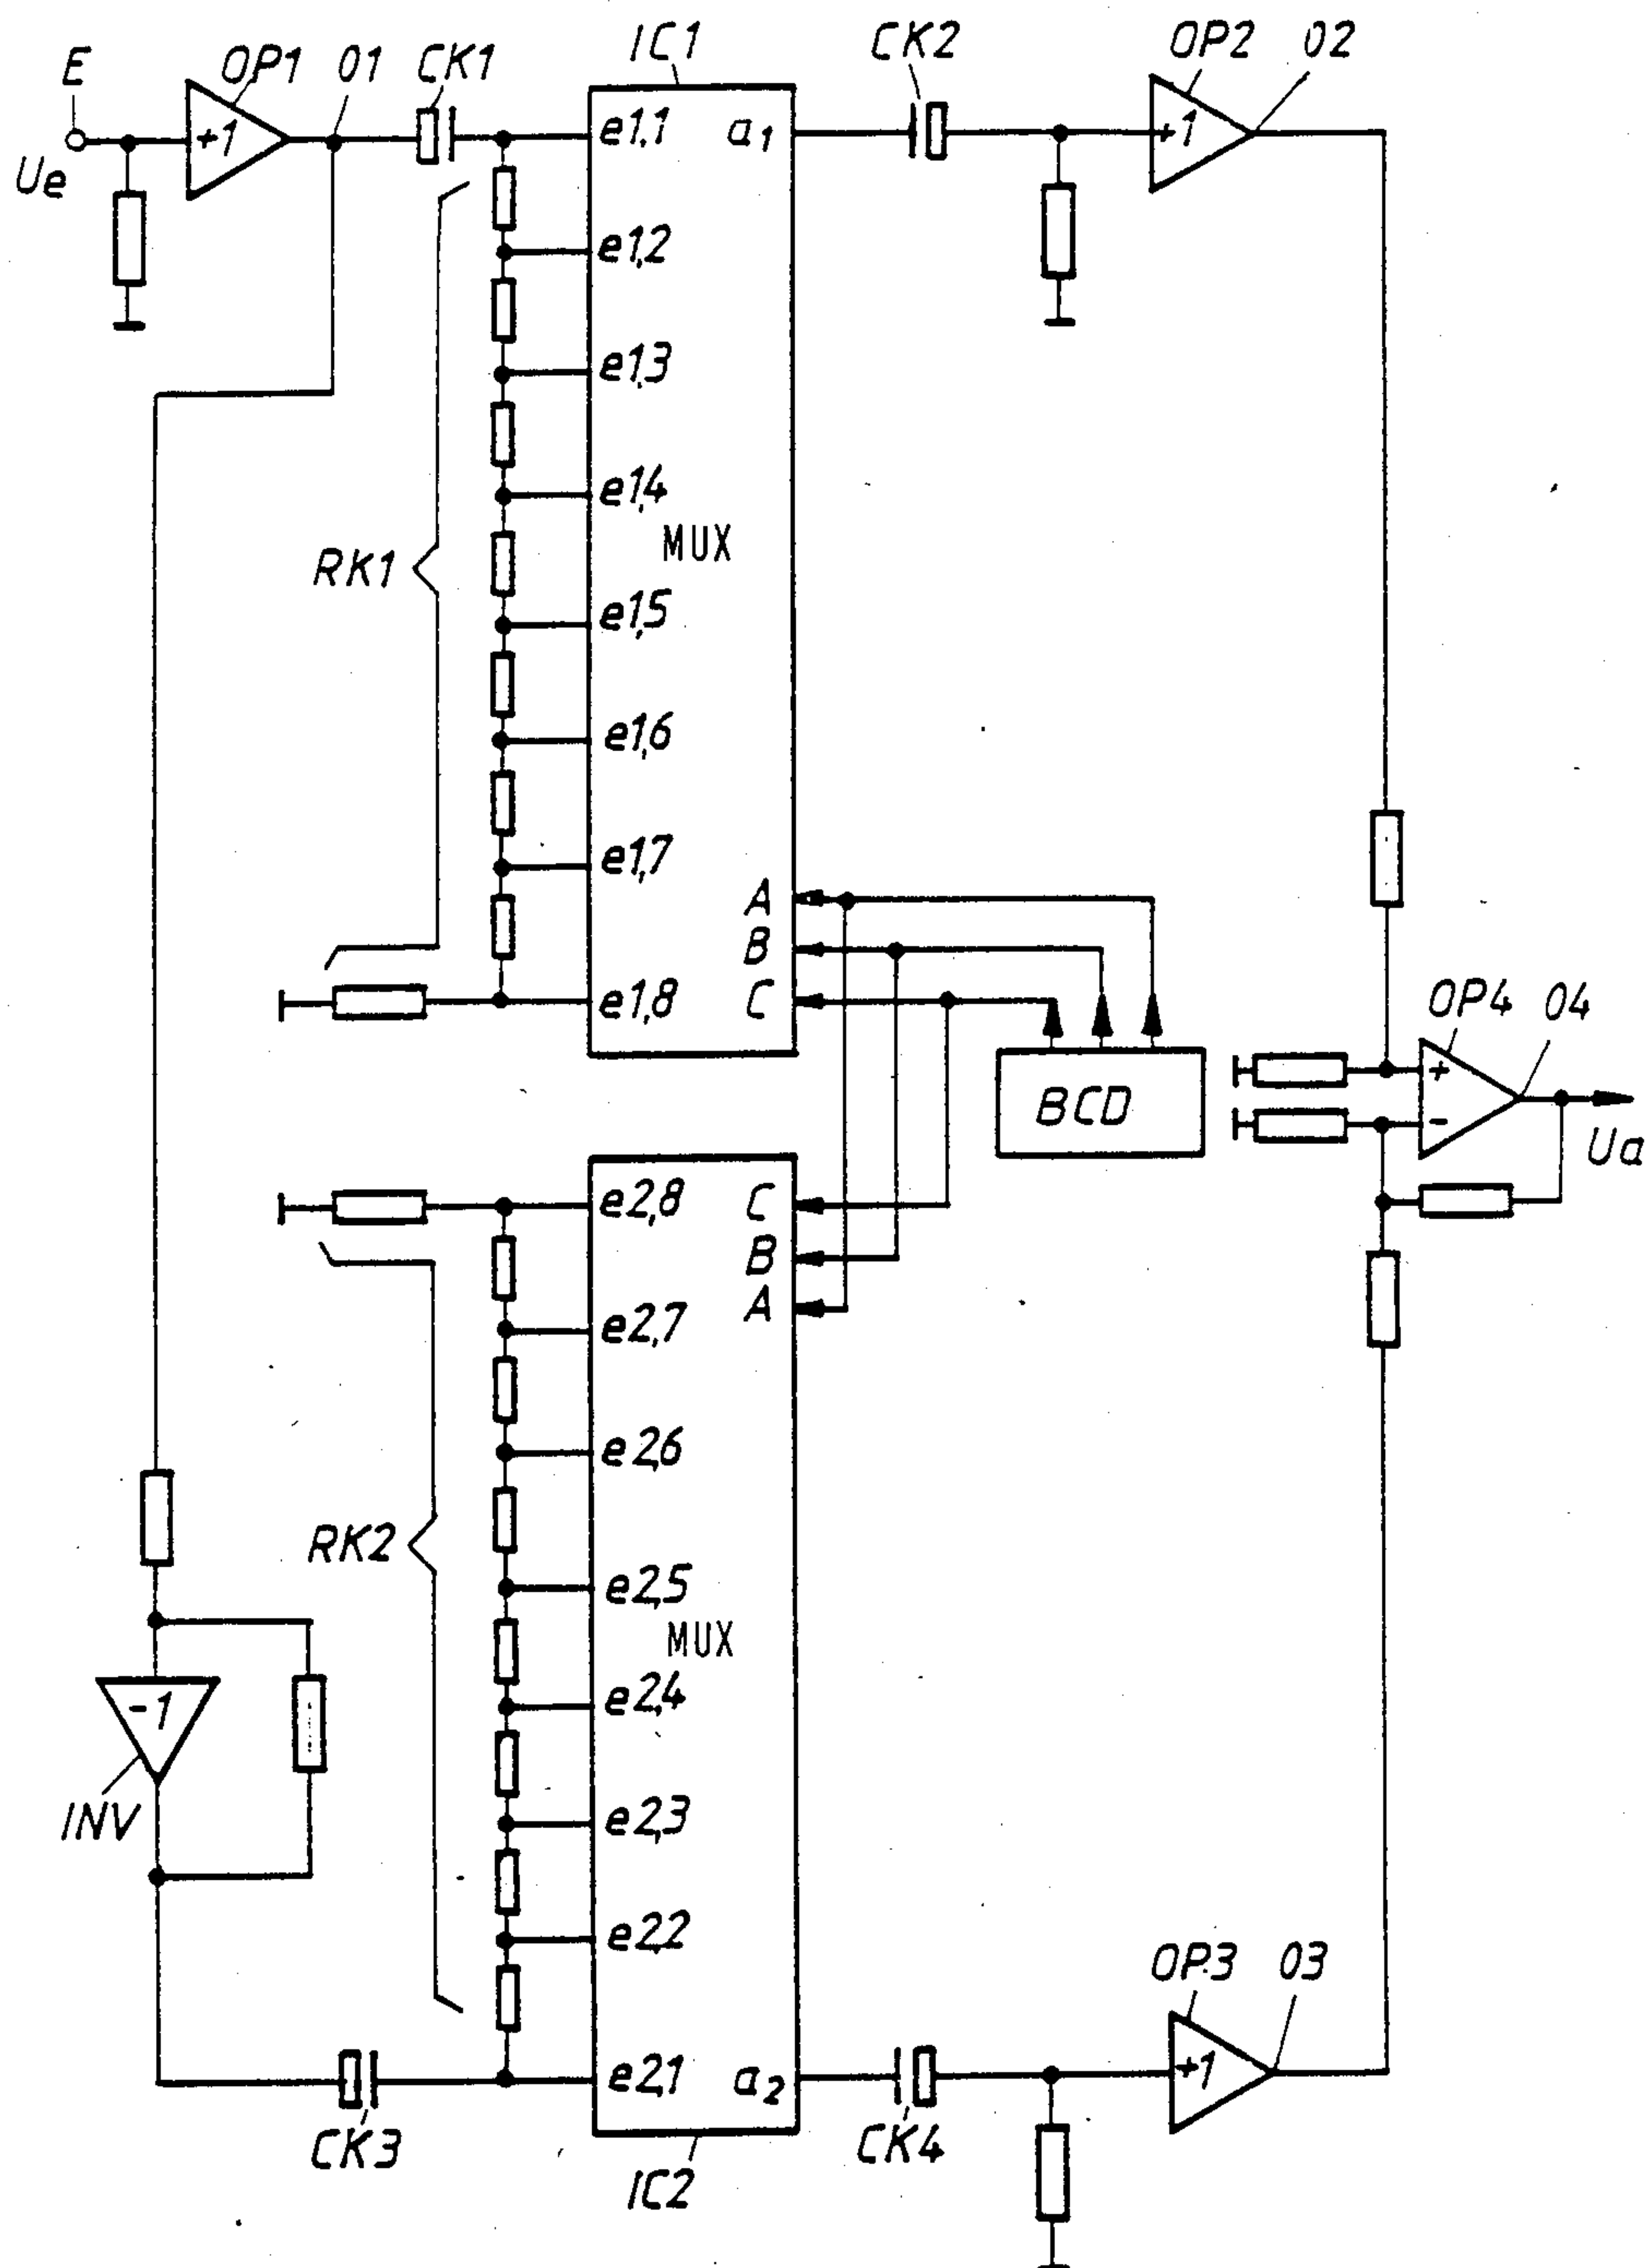 E
Ue
OP1
01
CK1
+1
IC1
CK2
OP2
02
+1
e1,1
a1
e1,2
e1,3
e1,4
MUX
RK1
e1,5
e1,6
e1,7
A
B
C
e1,8
BCD
OP4
04
+
-
Ua
e2,8
C
B
A
e2,7
e2,6
RK2
e2,5
MUX
e2,4
-1
INV
e2,3
e2,2
OP3
03
+1
e2,1
a2
CK3
CK4
IC2